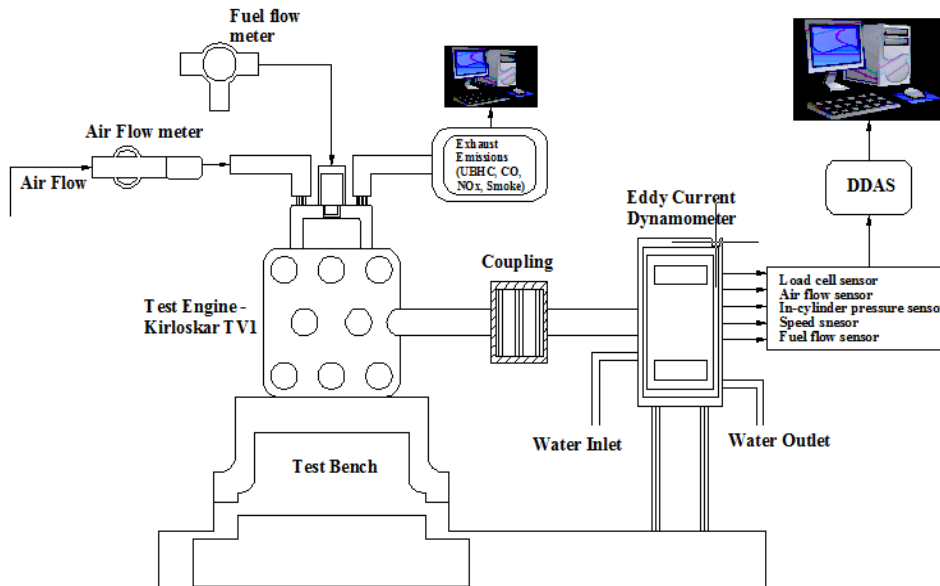 Fuel flow
meter
Air Flow meter
Air Flow
Exhaust
Emissions
(UBHC, CO,
NOx, Smoke)
DDAS
Eddy Current
Dynamometer
Coupling
Test Engine -
Kirloskar TV1
Load cell sensor
Air flow sensor
In-cylinder pressure sensor
Speed snesor
Fuel flow sensor
Water Inlet
Water Outlet
Test Bench